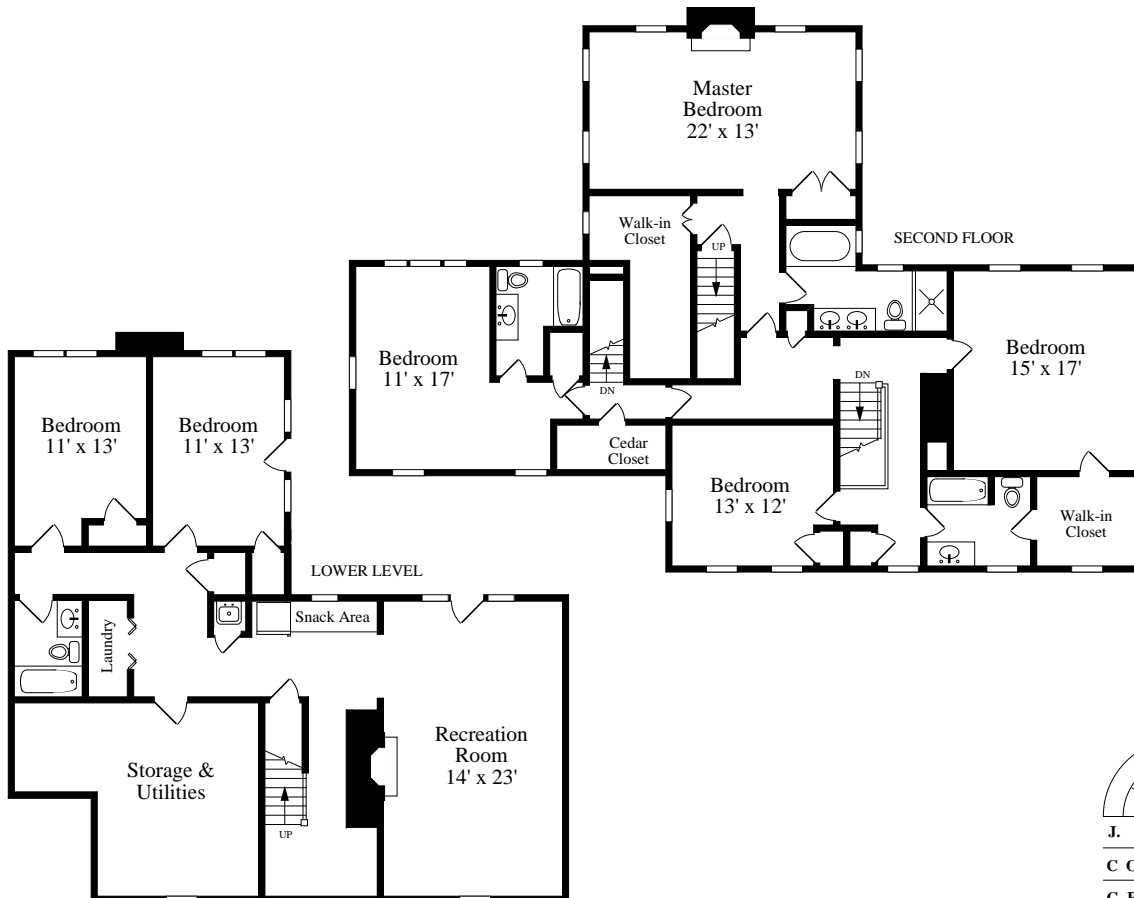 Master
Bedroom
22' x 13'
Walk-in
Closet
UP
SECOND FLOOR
Bedroom
11' x 17'
DN
Cedar
Closet
DN
Bedroom
15' x 17'
Bedroom
13' x 12'
Walk-in
Closet
Bedroom
11' x 13'
Bedroom
11' x 13'
LOWER LEVEL
Snack Area
Laundry
Storage &
Utilities
UP
Recreation
Room
14' x 23'
J.
C O